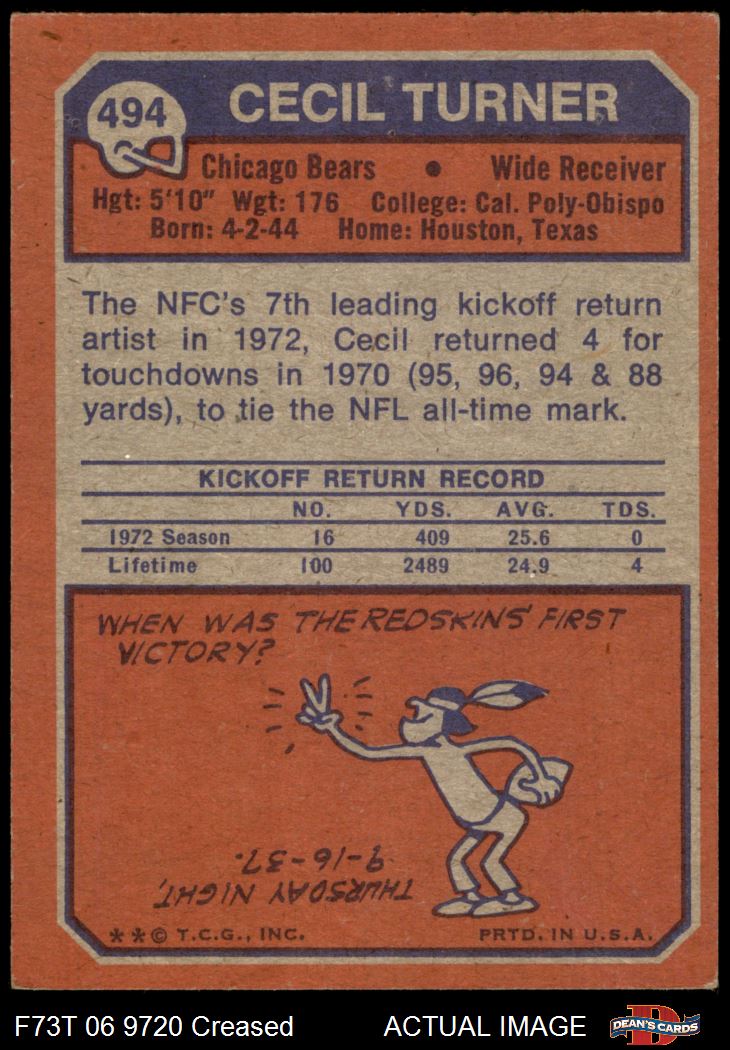 494
CECIL TURNER
Chicago Bears • Wide Receiver
Hgt: 5'10" Wgt: 176 College: Cal. Poly-Obispo
Born: 4-2-44 Home: Houston, Texas
The NFC's 7th leading kickoff return
artist in 1972, Cecil returned 4 for
touchdowns in 1970 (95, 96, 94 & 88
yards), to tie the NFL all-time mark.
KICKOFF RETURN RECORD
NO. YDS. AVG. TDS.
1972 Season 16 409 25.6 0
Lifetime 100 2489 24.9 4
WHEN WAS THE REDSKINS' FIRST
VICTORY?
THURSDAY NIGHT,
9-16-37.
**© T.C.G., INC. PRTD. IN U.S.A.
F73T 06 9720 Creased ACTUAL IMAGE
D
DEAN'S CARDS